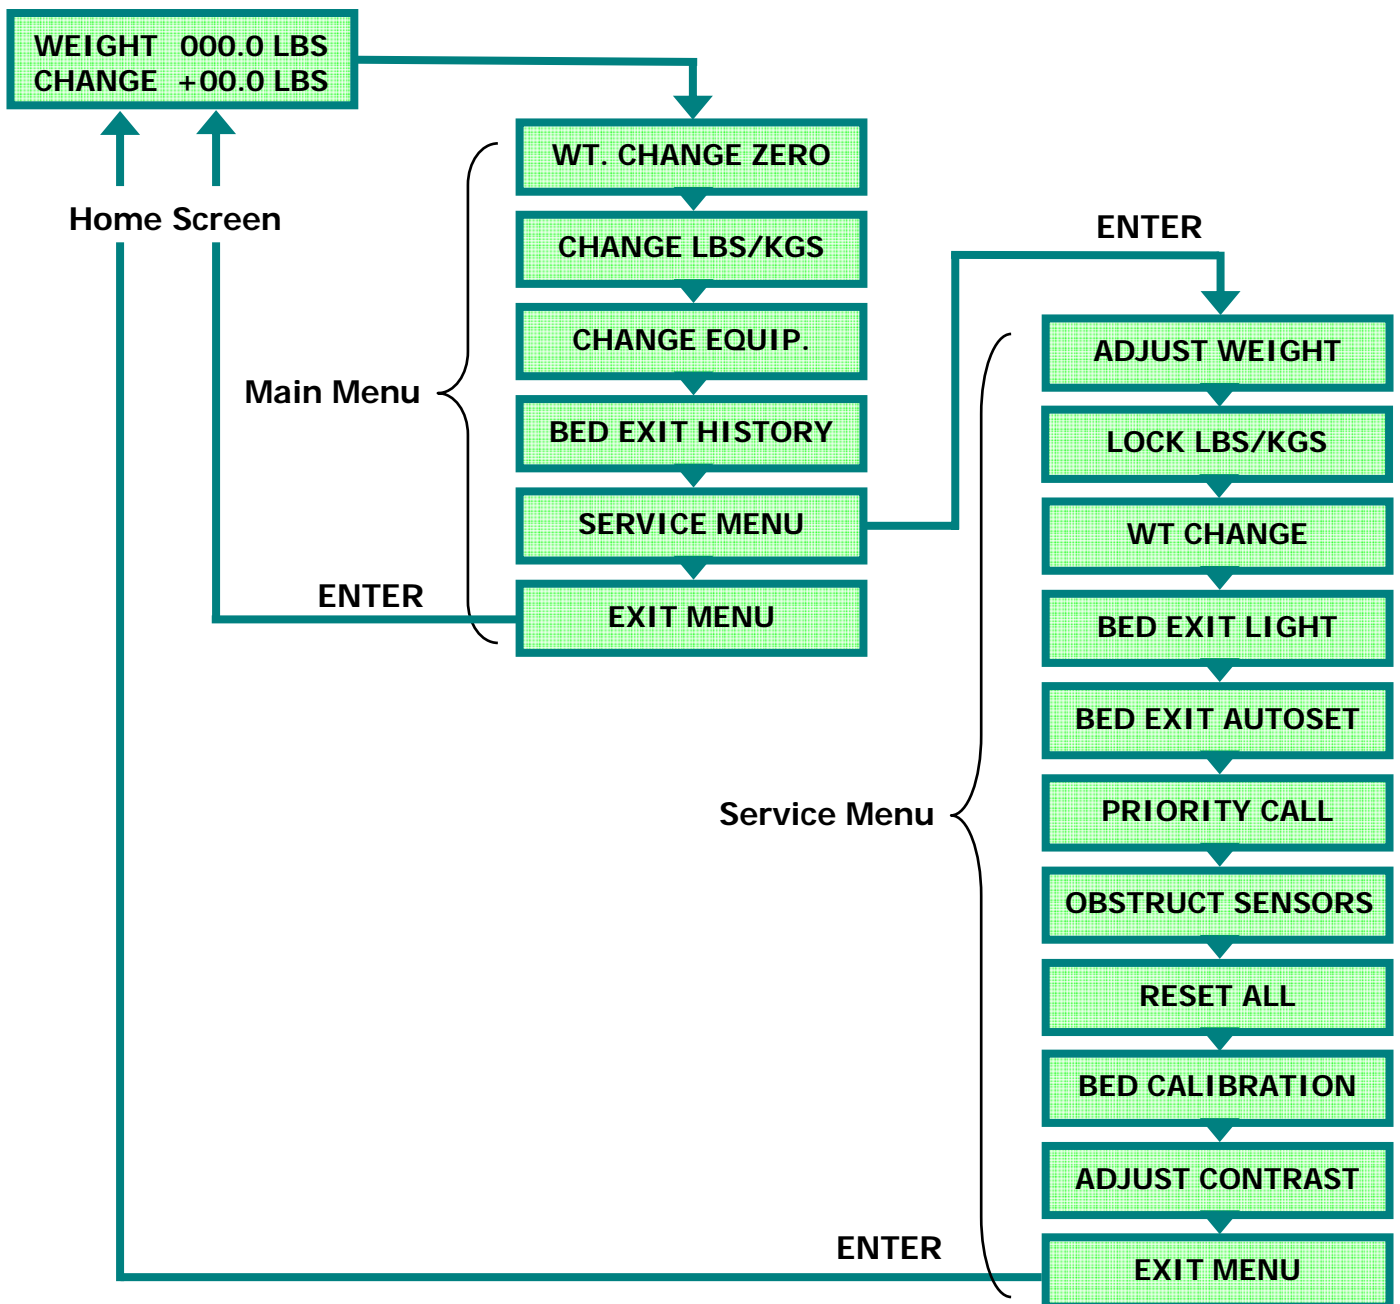 WEIGHT 000.0 LBS
CHANGE +00.0 LBS
Home Screen
Main Menu
WT. CHANGE ZERO
CHANGE LBS/KGS
CHANGE EQUIP.
BED EXIT HISTORY
SERVICE MENU
EXIT MENU
ENTER
ENTER
Service Menu
ADJUST WEIGHT
LOCK LBS/KGS
WT CHANGE
BED EXIT LIGHT
BED EXIT AUTOSET
PRIORITY CALL
OBSTRUCT SENSORS
RESET ALL
BED CALIBRATION
ADJUST CONTRAST
EXIT MENU
ENTER